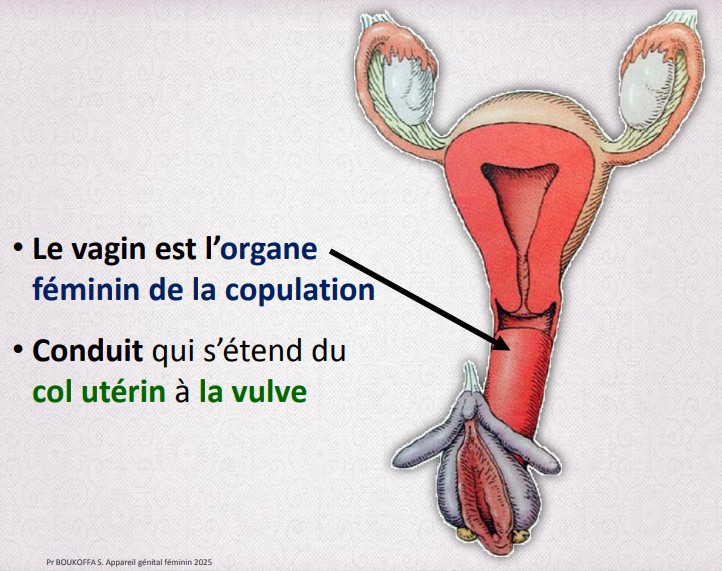 • Le vagin est l’organe
féminin de la copulation
• Conduit qui s’étend du
col utérin à la vulve
Pr BOUKOFFA S. Appareil génital féminin 2025